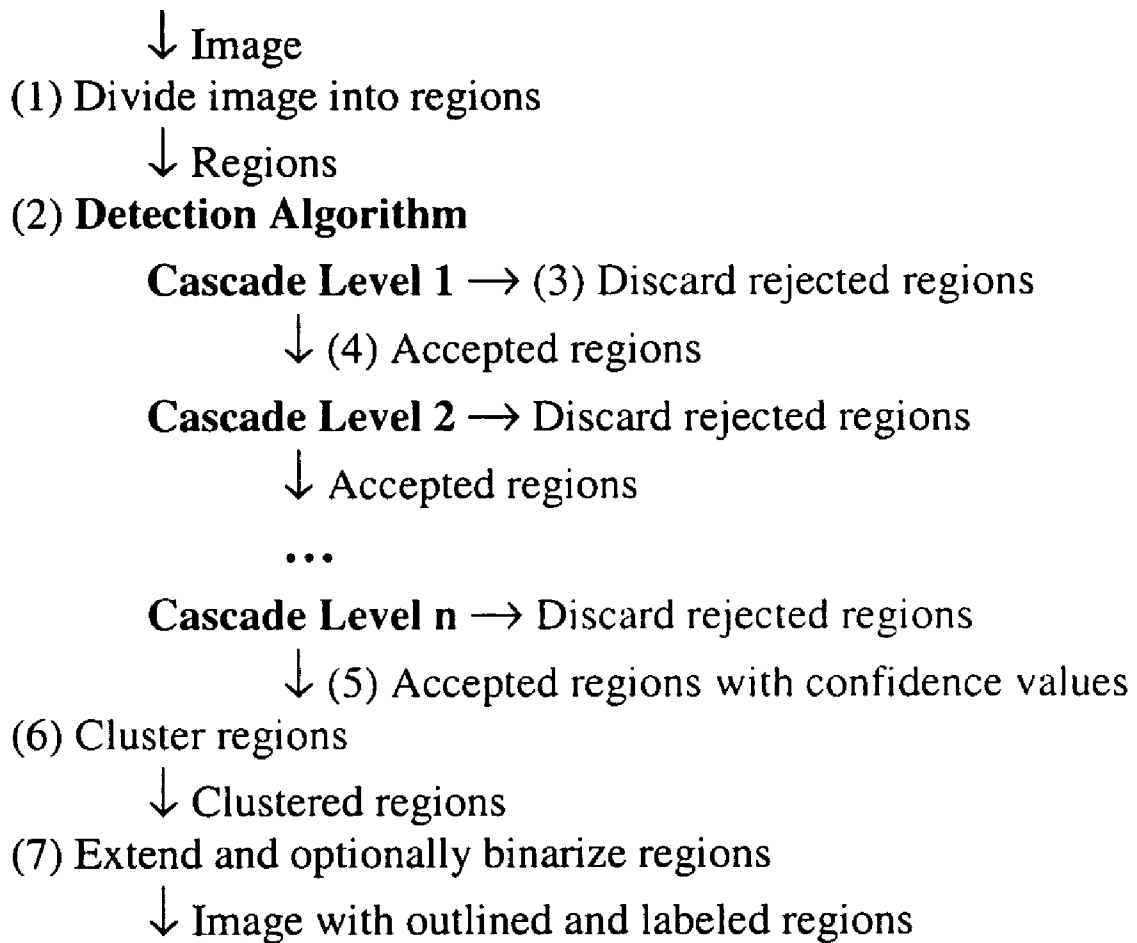 ↓ Image
(1) Divide image into regions
↓ Regions
(2) Detection Algorithm
Cascade Level 1 → (3) Discard rejected regions
↓ (4) Accepted regions
Cascade Level 2 → Discard rejected regions
↓ Accepted regions
...
Cascade Level n → Discard rejected regions
↓ (5) Accepted regions with confidence values
(6) Cluster regions
↓ Clustered regions
(7) Extend and optionally binarize regions
↓ Image with outlined and labeled regions